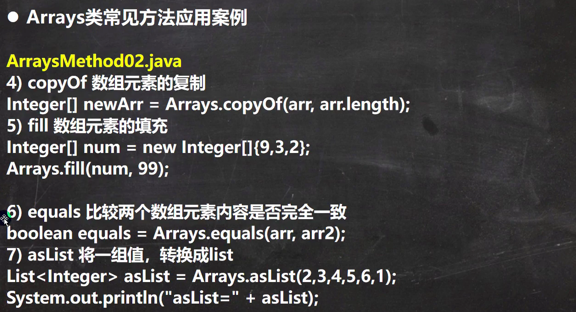 ● Arrays类常见方法应用案例
ArraysMethod02.java
4) copyOf 数组元素的复制
Integer[] newArr = Arrays.copyOf(arr, arr.length);
5) fill 数组元素的填充
Integer[] num = new Integer[]{9,3,2};
Arrays.fill(num, 99);
6) equals 比较两个数组元素内容是否完全一致
boolean equals = Arrays.equals(arr, arr2);
7) asList 将一组值，转换成list
List<Integer> asList = Arrays.asList(2,3,4,5,6,1);
System.out.println("asList=" + asList);